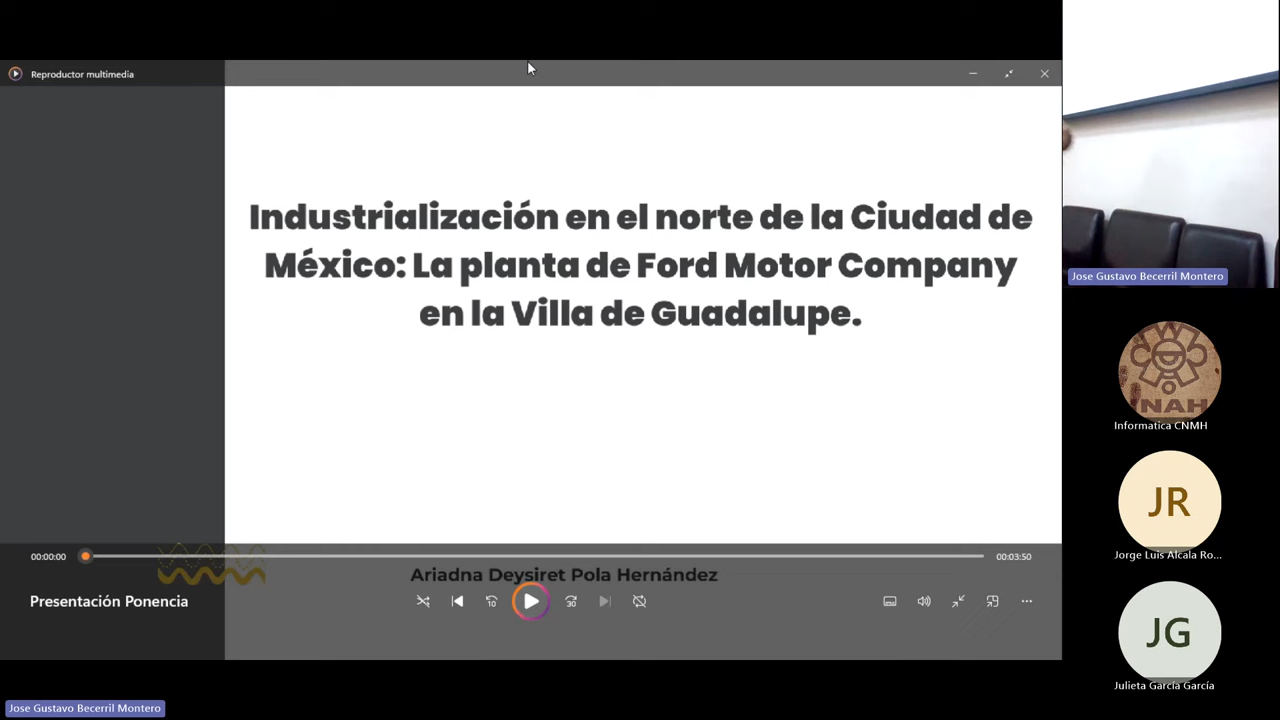 Reproductor multimedia
Industrialización en el norte de la Ciudad de
México: La planta de Ford Motor Company
en la Villa de Guadalupe.
00:00:00
00:03:50
Ariadna Deysiret Pola Hernández
Presentación Ponencia
10
30
Jose Gustavo Becerril Montero
INAH
Informatica CNMH
JR
Jorge Luis Alcala Ro...
JG
Julieta García García
Jose Gustavo Becerril Montero